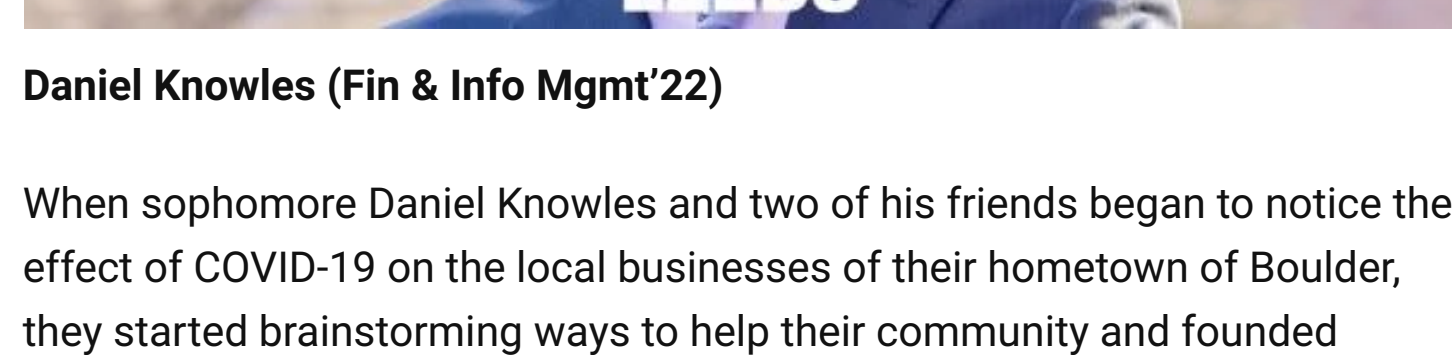 Daniel Knowles (Fin & Info Mgmt’22)
When sophomore Daniel Knowles and two of his friends began to notice the
effect of COVID-19 on the local businesses of their hometown of Boulder,
they started brainstorming ways to help their community and founded